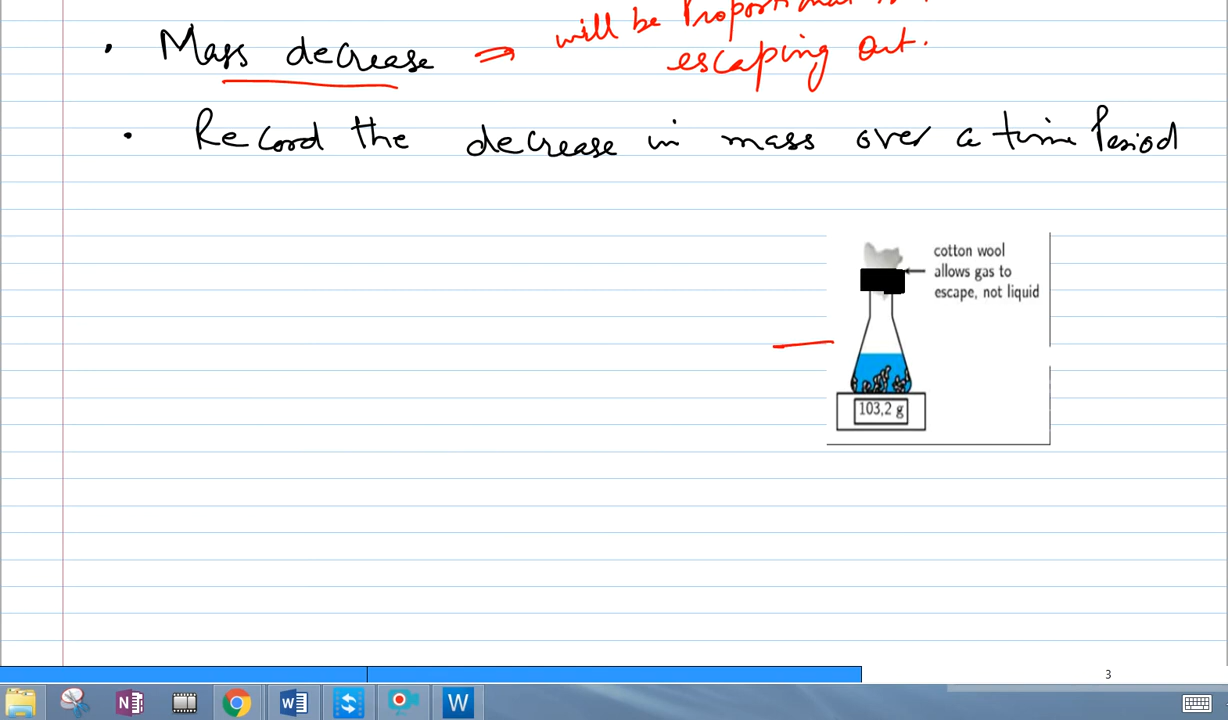 will be Proportional
• Mass decrease ⇒ escaping out.
• Record the decrease in mass over a time Period
cotton wool
allows gas to
escape, not liquid
103,2 g
3